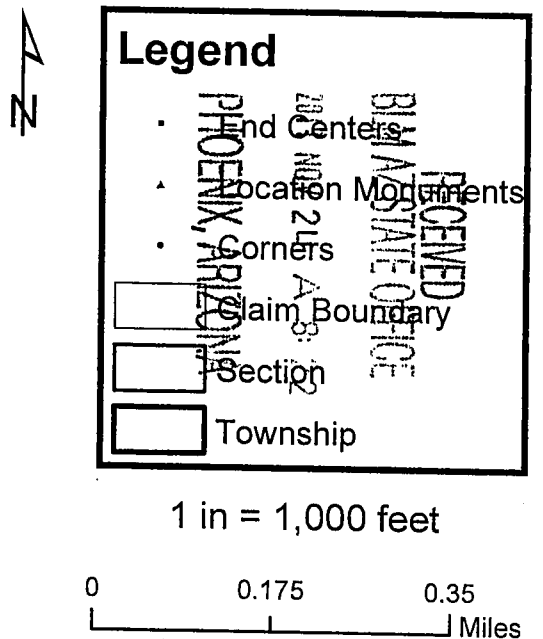 N
Legend
End Centers
Location Monuments
Corners
Claim Boundary
Section
Township
RECEIVED
BLM AZ STATE OFFICE
PHOENIX, ARIZONA
1 in = 1,000 feet
0 0.175 0.35
Miles